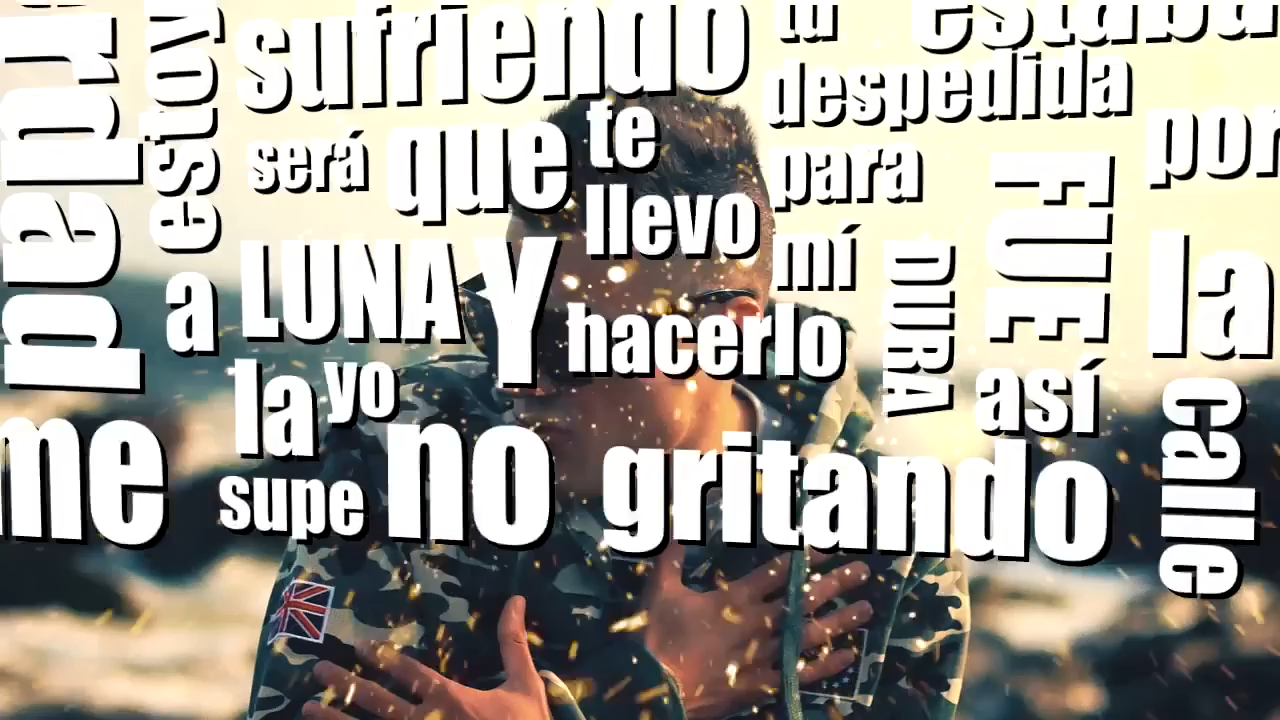 sufriendo
tu
estaba
despedida
estoy
será
que
te
para
por
llevo
mí
FUE
la
a
LUNA
Y
hacerlo
DURA
la
yo
así
calle
me
supe
no
gritando